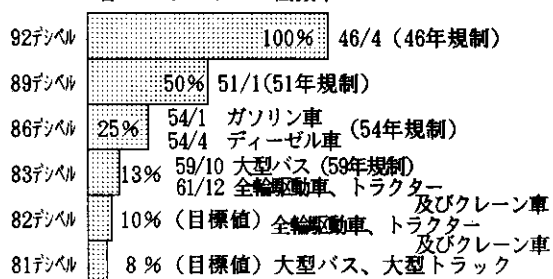 92デシベル 100% 46/4 (46年規制)
89デシベル 50% 51/1(51年規制)
86デシベル 25% 54/1 ガソリン車 (54年規制)
54/4 ディーゼル車
83デシベル 13% 59/10 大型バス (59年規制)
61/12 全輪駆動車、トラクター
及びクレーン車
82デシベル 10% (目標値) 全輪駆動車、トラクター
及びクレーン車
81デシベル 8% (目標値) 大型バス、大型トラック